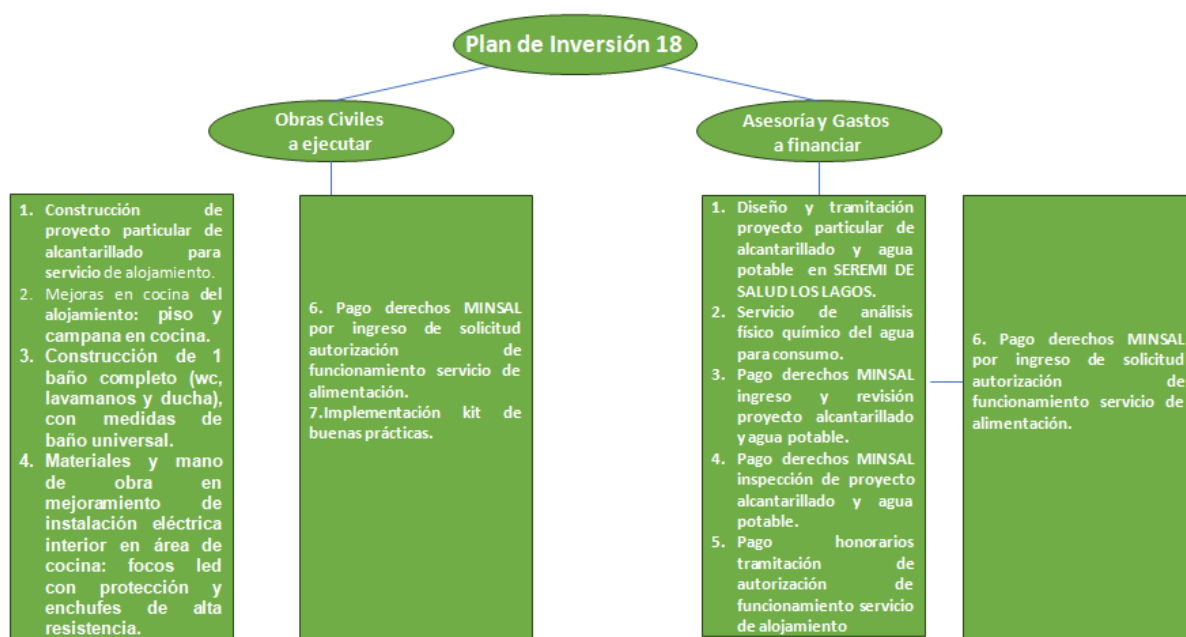 Plan de Inversión 18
Obras Civiles
a ejecutar
Asesoría y Gastos
a financiar
1. Construcción de
proyecto particular de
alcantarillado para
servicio de alojamiento.
2. Mejoras en cocina del
alojamiento: piso y
campana en cocina.
3. Construcción de 1
baño completo (wc,
lavamanos y ducha),
con medidas de
baño universal.
4. Materiales y mano
de obra en
mejoramiento de
instalación eléctrica
interior en área de
cocina: focos led
con protección y
enchufes de alta
resistencia.
6. Pago derechos MINSAL
por ingreso de solicitud
autorización de
funcionamiento servicio de
alimentación.
7.Implementación kit de
buenas prácticas.
1. Diseño y tramitación
proyecto particular de
alcantarillado y agua
potable en SEREMI DE
SALUD LOS LAGOS.
2. Servicio de análisis
físico químico del agua
para consumo.
3. Pago derechos MINSAL
ingreso y revisión
proyecto alcantarillado
y agua potable.
4. Pago derechos MINSAL
inspección de proyecto
alcantarillado y agua
potable.
5. Pago honorarios
tramitación de
autorización de
funcionamiento servicio
de alojamiento
6. Pago derechos MINSAL
por ingreso de solicitud
autorización de
funcionamiento servicio de
alimentación.